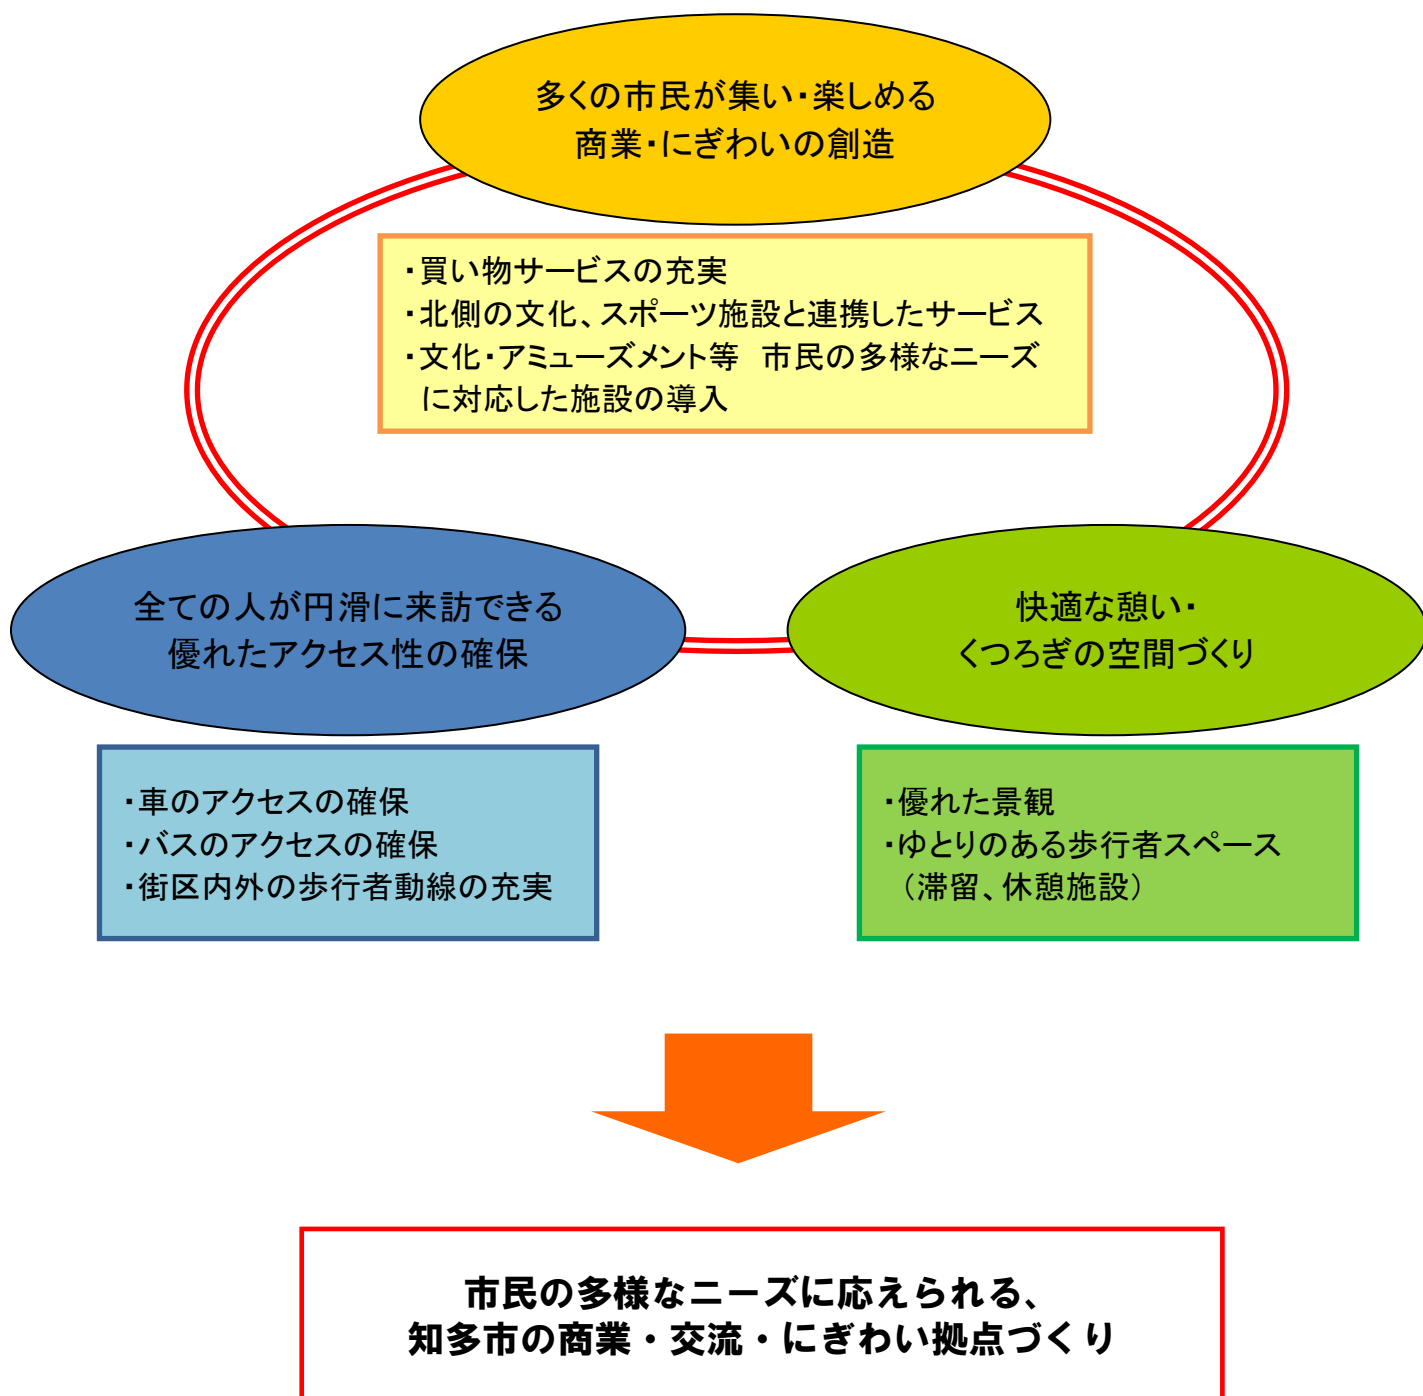 多くの市民が集い・楽しめる
商業・にぎわいの創造
・買い物サービスの充実
・北側の文化、スポーツ施設と連携したサービス
・文化・アミューズメント等　市民の多様なニーズ
に対応した施設の導入
全ての人が円滑に来訪できる
優れたアクセス性の確保
・車のアクセスの確保
・バスのアクセスの確保
・街区内外の歩行者動線の充実
快適な憩い・
くつろぎの空間づくり
・優れた景観
・ゆとりのある歩行者スペース
（滞留、休憩施設）
市民の多様なニーズに応えられる、
知多市の商業・交流・にぎわい拠点づくり